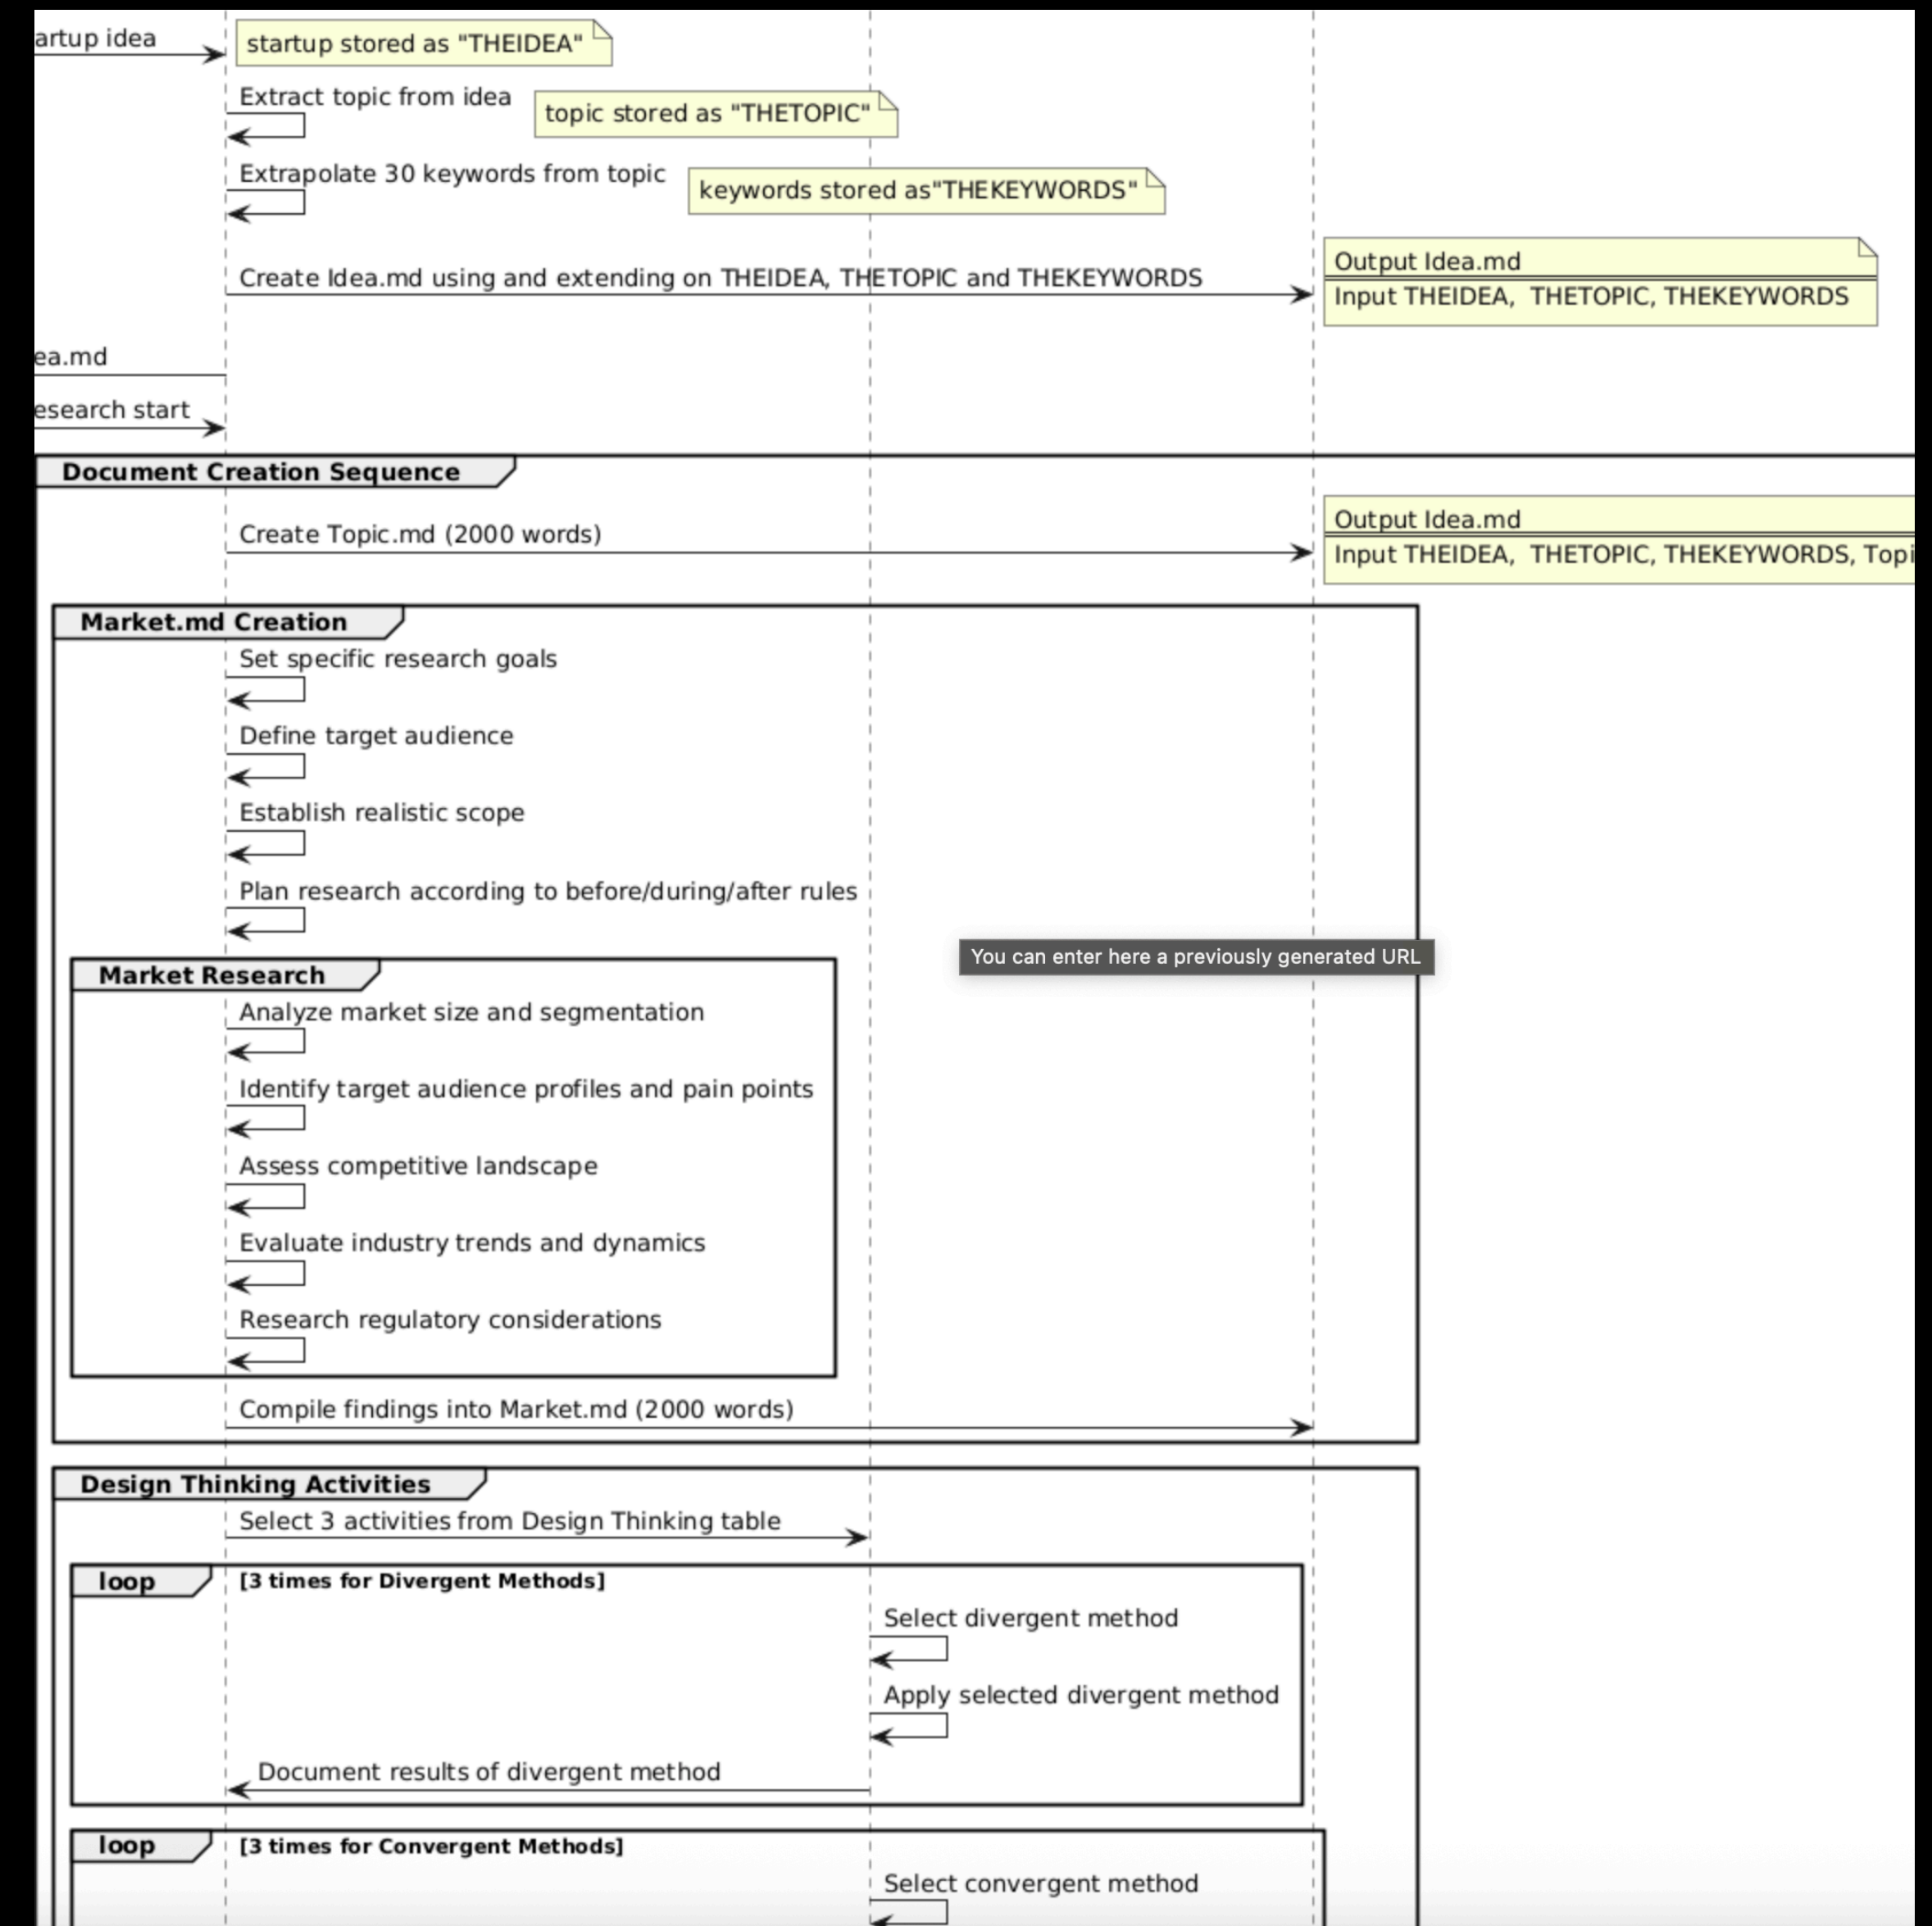 artup idea
startup stored as "THEIDEA"
Extract topic from idea
topic stored as "THETOPIC"
Extrapolate 30 keywords from topic
keywords stored as"THEKEYWORDS"
Output Idea.md
Create Idea.md using and extending on THEIDEA, THETOPIC and THEKEYWORDS
Input THEIDEA,  THETOPIC, THEKEYWORDS
ea.md
esearch start
Document Creation Sequence
Output Idea.md
Create Topic.md (2000 words)
Input THEIDEA,  THETOPIC, THEKEYWORDS, Topi
Market.md Creation
Set specific research goals
Define target audience
Establish realistic scope
Plan research according to before/during/after rules
You can enter here a previously generated URL
Market Research
Analyze market size and segmentation
Identify target audience profiles and pain points
Assess competitive landscape
Evaluate industry trends and dynamics
Research regulatory considerations
Compile findings into Market.md (2000 words)
Design Thinking Activities
Select 3 activities from Design Thinking table
loop [3 times for Divergent Methods]
Select divergent method
Apply selected divergent method
Document results of divergent method
loop [3 times for Convergent Methods]
Select convergent method